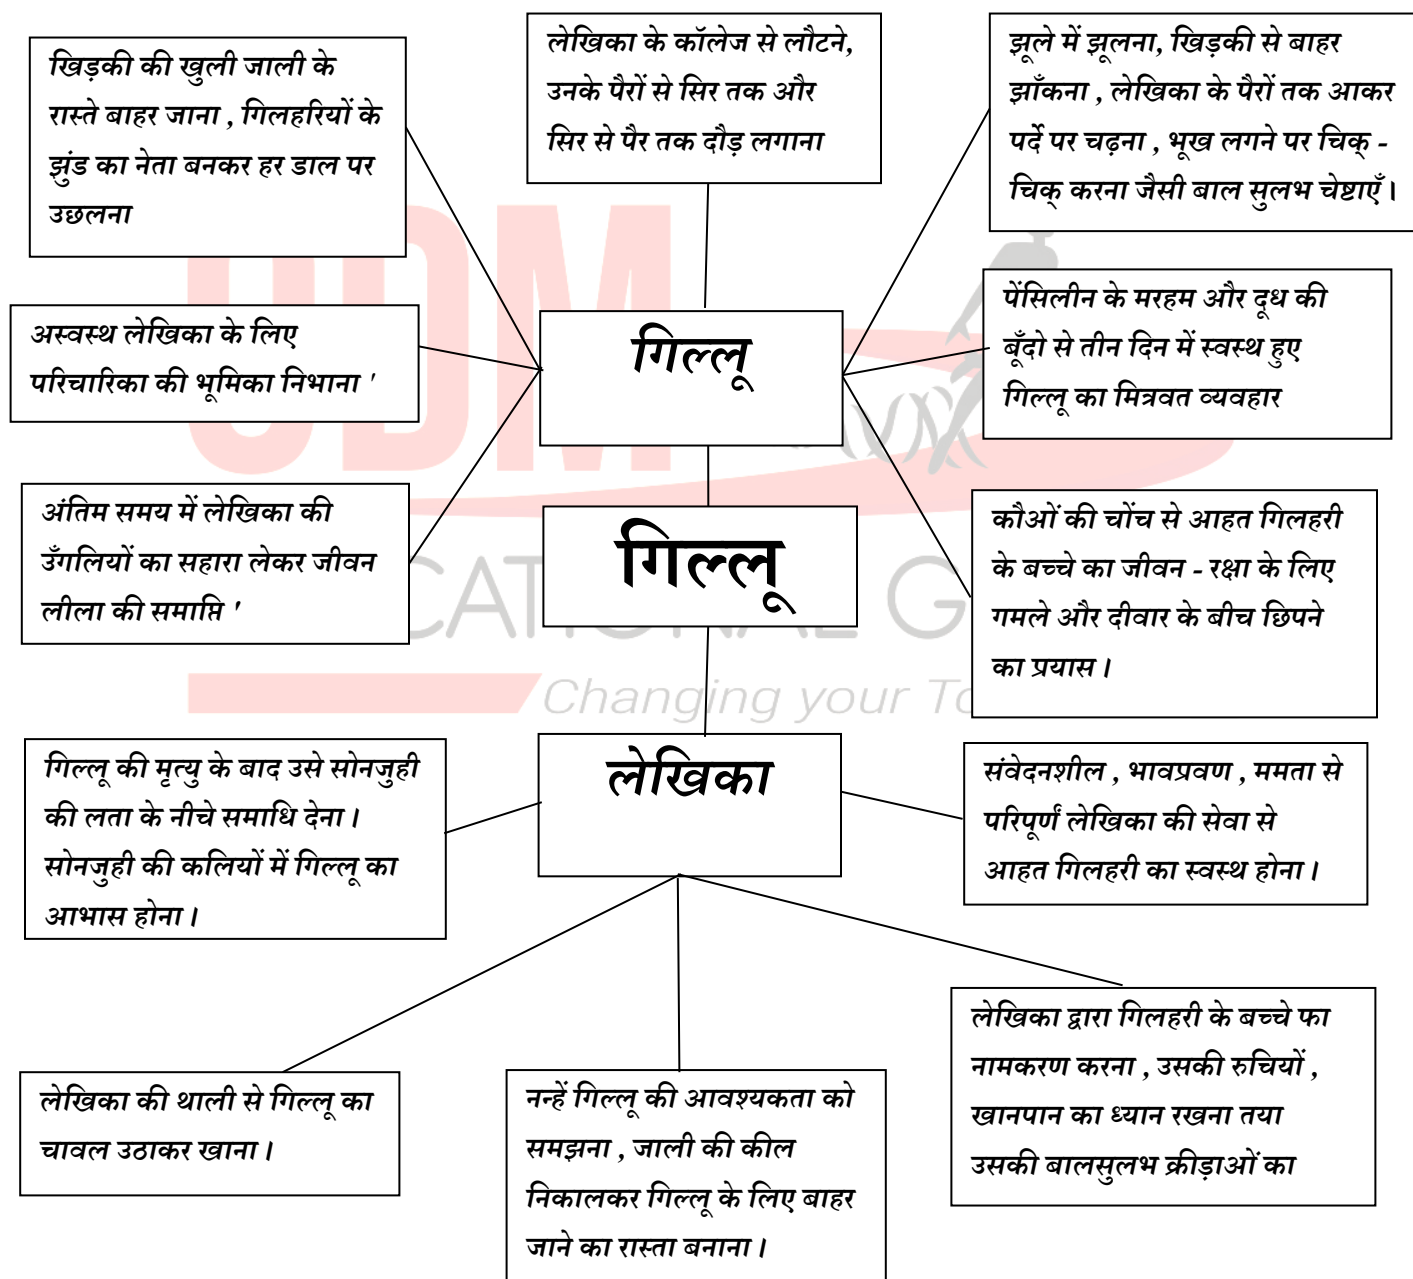 खिड़की की खुली जाली के
रास्ते बाहर जाना , गिलहरियों के
झुंड का नेता बनकर हर डाल पर
उछलना
लेखिका के कॉलेज से लौटने,
उनके पैरों से सिर तक और
सिर से पैर तक दौड़ लगाना
झूले में झूलना, खिड़की से बाहर
झाँकना , लेखिका के पैरों तक आकर
पर्दे पर चढ़ना , भूख लगने पर चिक् -
चिक् करना जैसी बाल सुलभ चेष्टाएँ।
अस्वस्थ लेखिका के लिए
परिचारिका की भूमिका निभाना '
गिल्लू
पेंसिलीन के मरहम और दूध की
बूँदो से तीन दिन में स्वस्थ हुए
गिल्लू का मित्रवत व्यवहार
अंतिम समय में लेखिका की
उँगलियों का सहारा लेकर जीवन
लीला की समाप्ति '
गिल्लू
कौओं की चोंच से आहत गिलहरी
के बच्चे का जीवन - रक्षा के लिए
गमले और दीवार के बीच छिपने
का प्रयास।
Changing your To
गिल्लू की मृत्यु के बाद उसे सोनजुही
की लता के नीचे समाधि देना।
सोनजुही की कलियों में गिल्लू का
आभास होना।
लेखिका
संवेदनशील , भावप्रवण , ममता से
परिपूर्ण लेखिका की सेवा से
आहत गिलहरी का स्वस्थ होना।
लेखिका की थाली से गिल्लू का
चावल उठाकर खाना।
नन्हें गिल्लू की आवश्यकता को
समझना , जाली की कील
निकालकर गिल्लू के लिए बाहर
जाने का रास्ता बनाना।
लेखिका द्वारा गिलहरी के बच्चे फा
नामकरण करना , उसकी रुचियों ,
खानपान का ध्यान रखना तया
उसकी बालसुलभ क्रीड़ाओं का